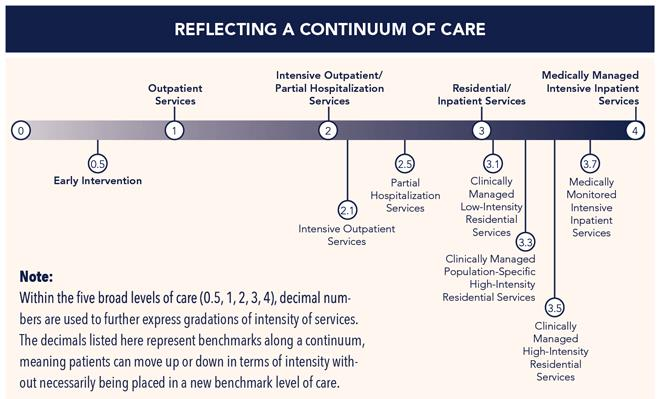 REFLECTING A CONTINUUM OF CARE
Outpatient
Services
Intensive Outpatient/
Partial Hospitalization
Services
Residential/
Inpatient Services
Medically Managed
Intensive Inpatient
Services
0
1
2
3
4
0.5
Early Intervention
2.1
Intensive Outpatient
Services
2.5
Partial
Hospitalization
Services
3.1
Clinically
Managed
Low-Intensity
Residential
Services
3.3
Clinically Managed
Population-Specific
High-Intensity
Residential Services
3.5
Clinically
Managed
High-Intensity
Residential
Services
3.7
Medically
Monitored
Intensive
Inpatient
Services
Note:
Within the five broad levels of care (0.5, 1, 2, 3, 4), decimal num-
bers are used to further express gradations of intensity of services.
The decimals listed here represent benchmarks along a continuum,
meaning patients can move up or down in terms of intensity with-
out necessarily being placed in a new benchmark level of care.